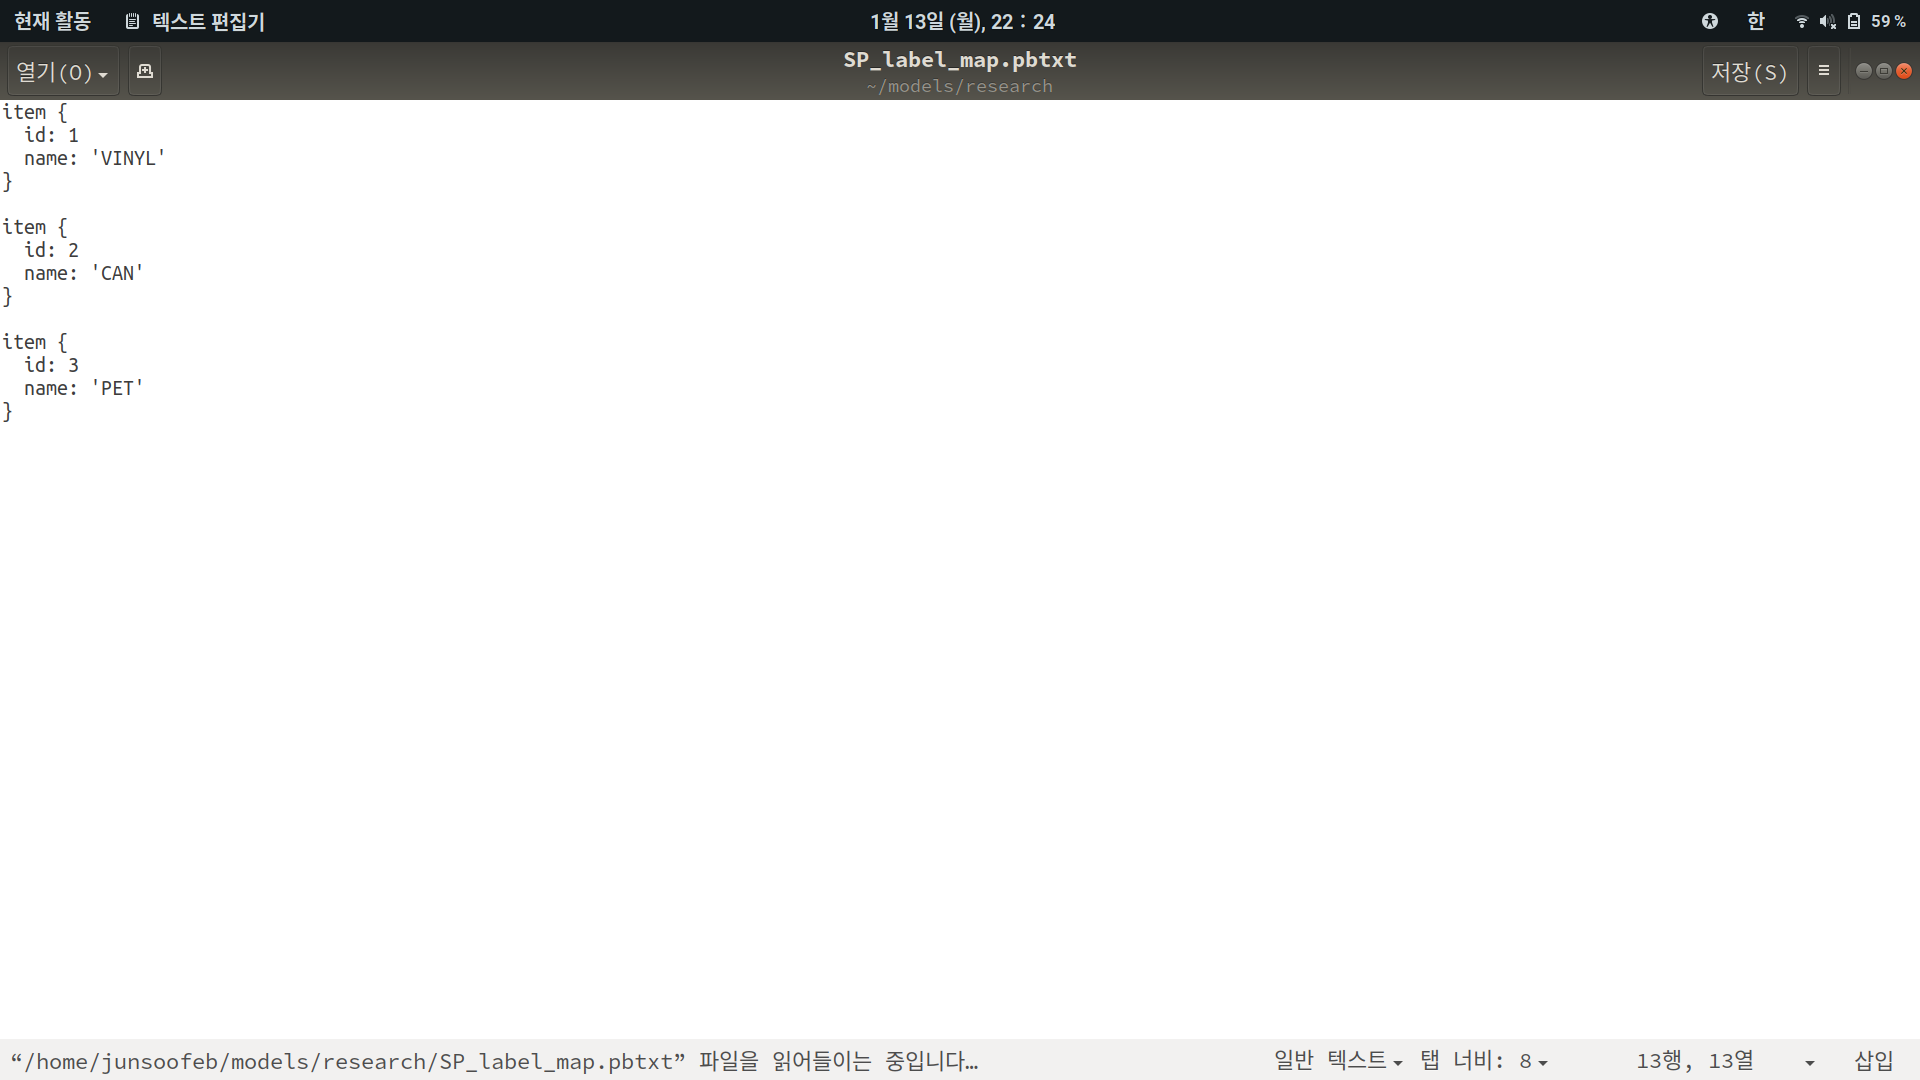 현재 활동 텍스트 편집기 1월 13일 (월), 22 : 24 한 59 %
열기(O) SP_label_map.pbtxt 저장(S)
~/models/research
item {
  id: 1
  name: 'VINYL'
}

item {
  id: 2
  name: 'CAN'
}

item {
  id: 3
  name: 'PET'
}
“/home/junsoofeb/models/research/SP_label_map.pbtxt” 파일을 읽어들이는 중입니다… 일반 텍스트 탭 너비: 8 13행, 13열 삽입